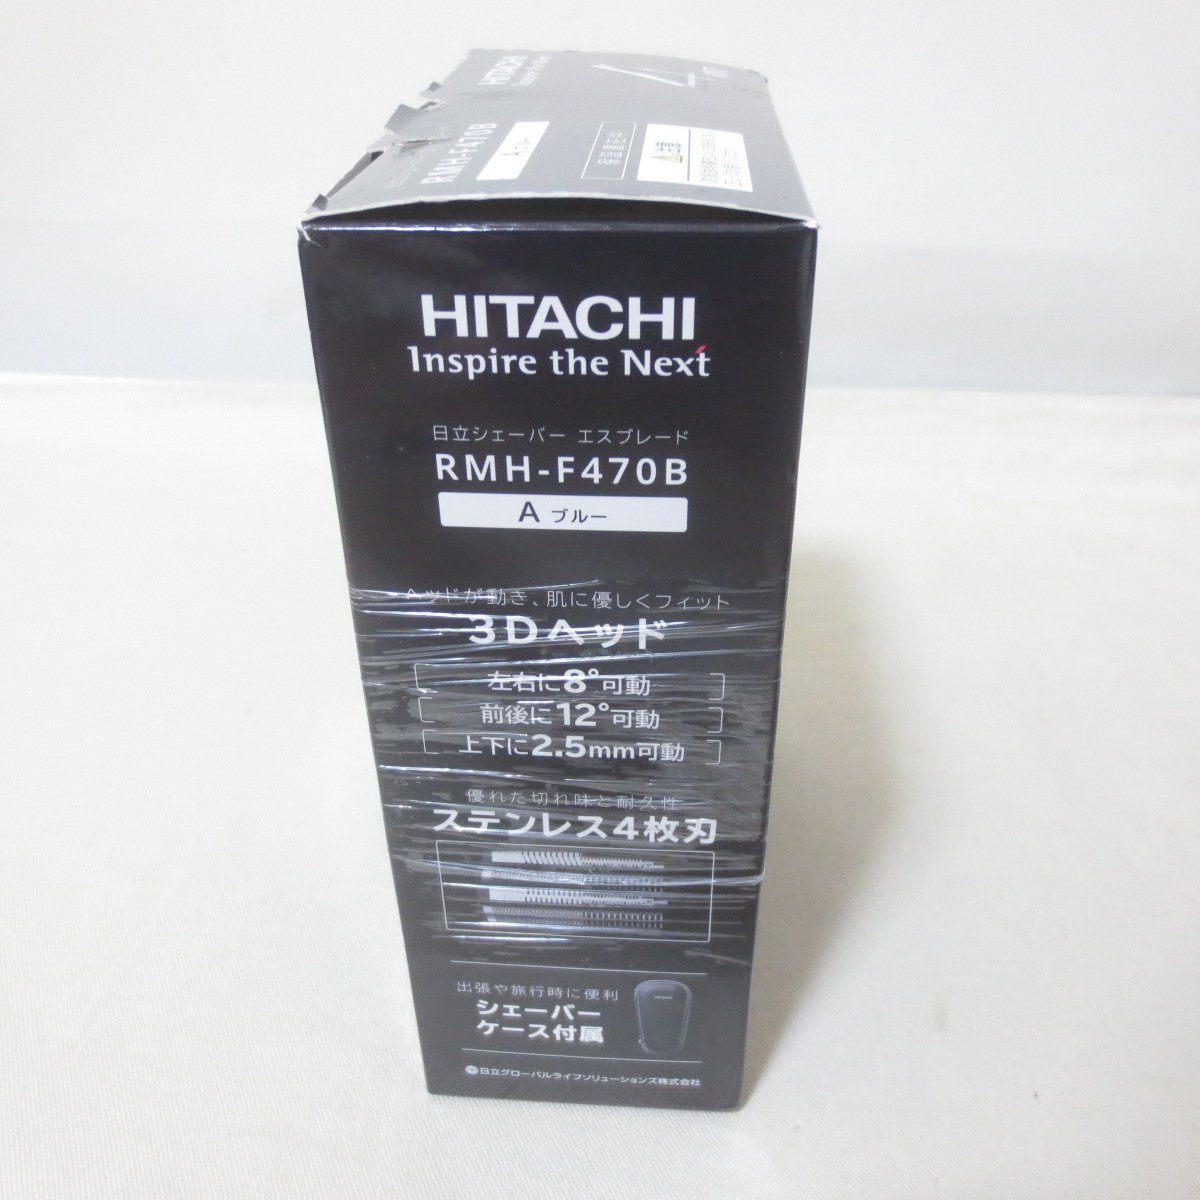 HITACHI
RMH-F470B
A ブルー
HITACHI
Inspire the Next
日立シェーバー エスブレード
RMH-F470B
A ブルー
ヘッドが動き、肌に優しくフィット
3Dヘッド
左右に8°可動
前後に12°可動
上下に2.5mm可動
優れた切れ味と耐久性
ステンレス4枚刃
出張や旅行時に便利
シェーバー
ケース付属
HITACHI
日立グローバルライフソリューションズ株式会社